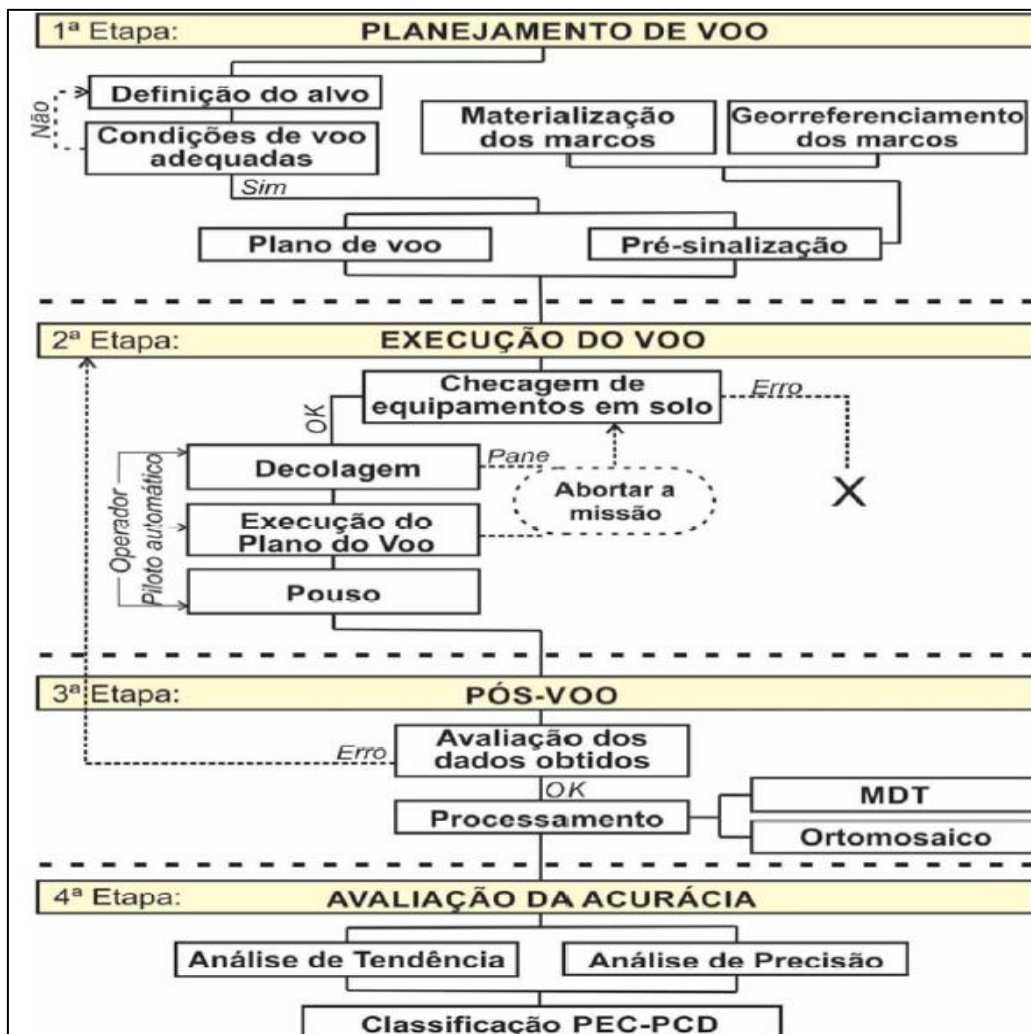 1ª Etapa: PLANEJAMENTO DE VOO
Definição do alvo
Não
Condições de voo
adequadas
Materialização
dos marcos
Georreferenciamento
dos marcos
Sim
Plano de voo
Pré-sinalização
2ª Etapa: EXECUÇÃO DO VOO
Checagem de
equipamentos em solo
Erro
OK
Decolagem
Pane
Abortar a
missão
X
Operador
Piloto automático
Execução do
Plano do Voo
Pouso
3ª Etapa: PÓS-VOO
Avaliação dos
dados obtidos
Erro
OK
Processamento
MDT
Ortomosaico
4ª Etapa: AVALIAÇÃO DA ACURÁCIA
Análise de Tendência
Análise de Precisão
Classificação PEC-PCD